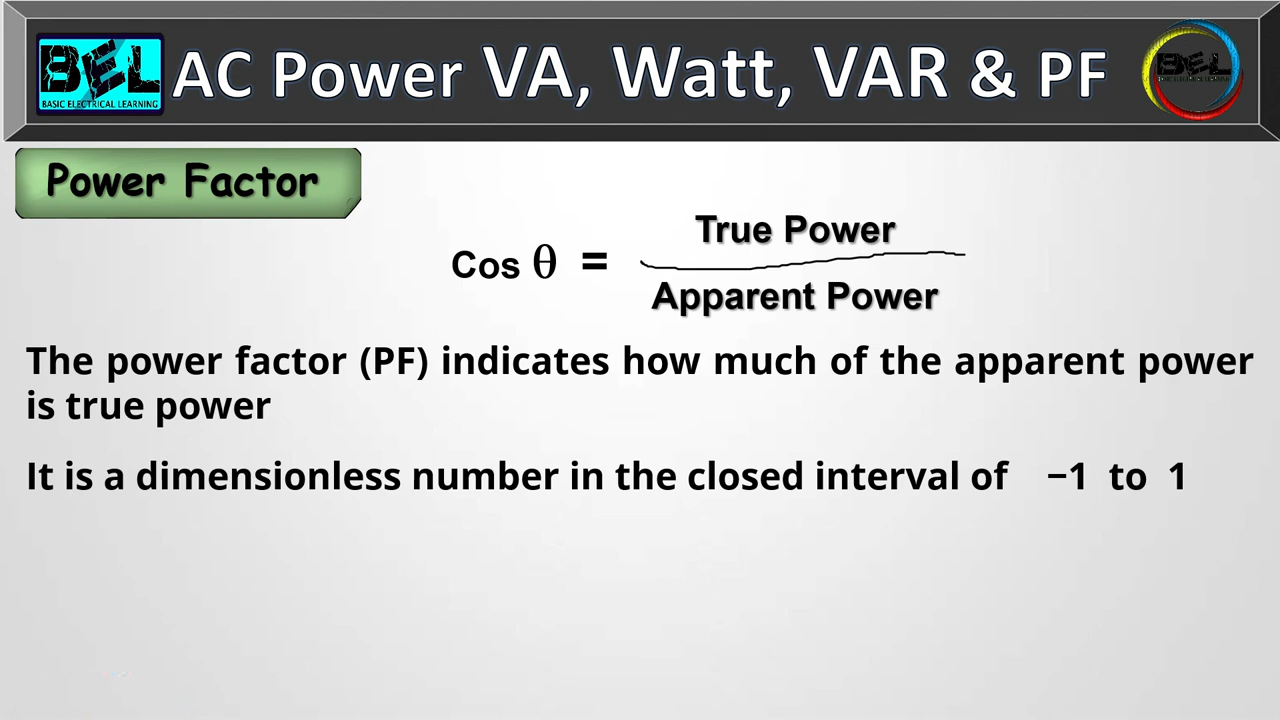 BEL
BASIC ELECTRICAL LEARNING
AC Power VA, Watt, VAR & PF
BEL
Power Factor
True Power
Cos θ =
Apparent Power
The power factor (PF) indicates how much of the apparent power
is true power
It is a dimensionless number in the closed interval of −1 to 1